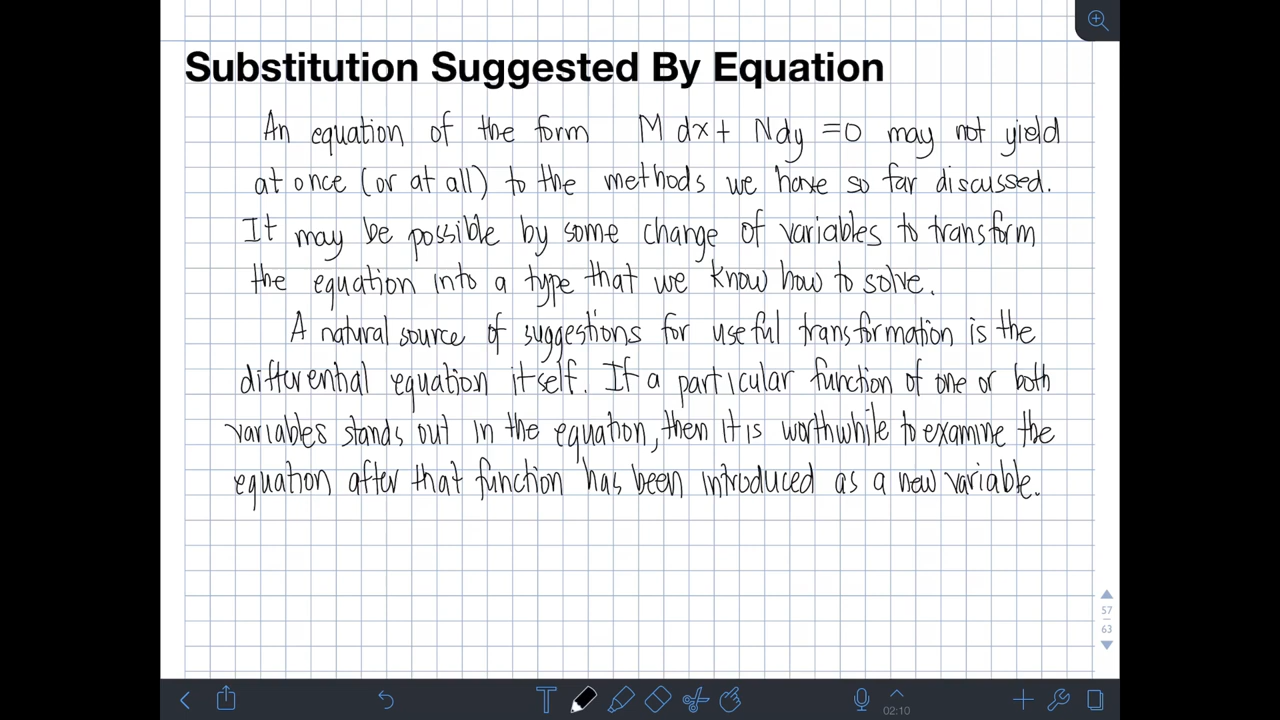 Substitution Suggested By Equation
An equation of the form M dx + N dy = 0 may not yield
at once (or at all) to the methods we have so far discussed.
It may be possible by some change of variables to transform
the equation into a type that we know how to solve.
A natural source of suggestions for useful transformation is the
differential equation itself. If a particular function of one or both
variables stands out in the equation, then it is worthwhile to examine the
equation after that function has been introduced as a new variable.
57
63
T
02:10